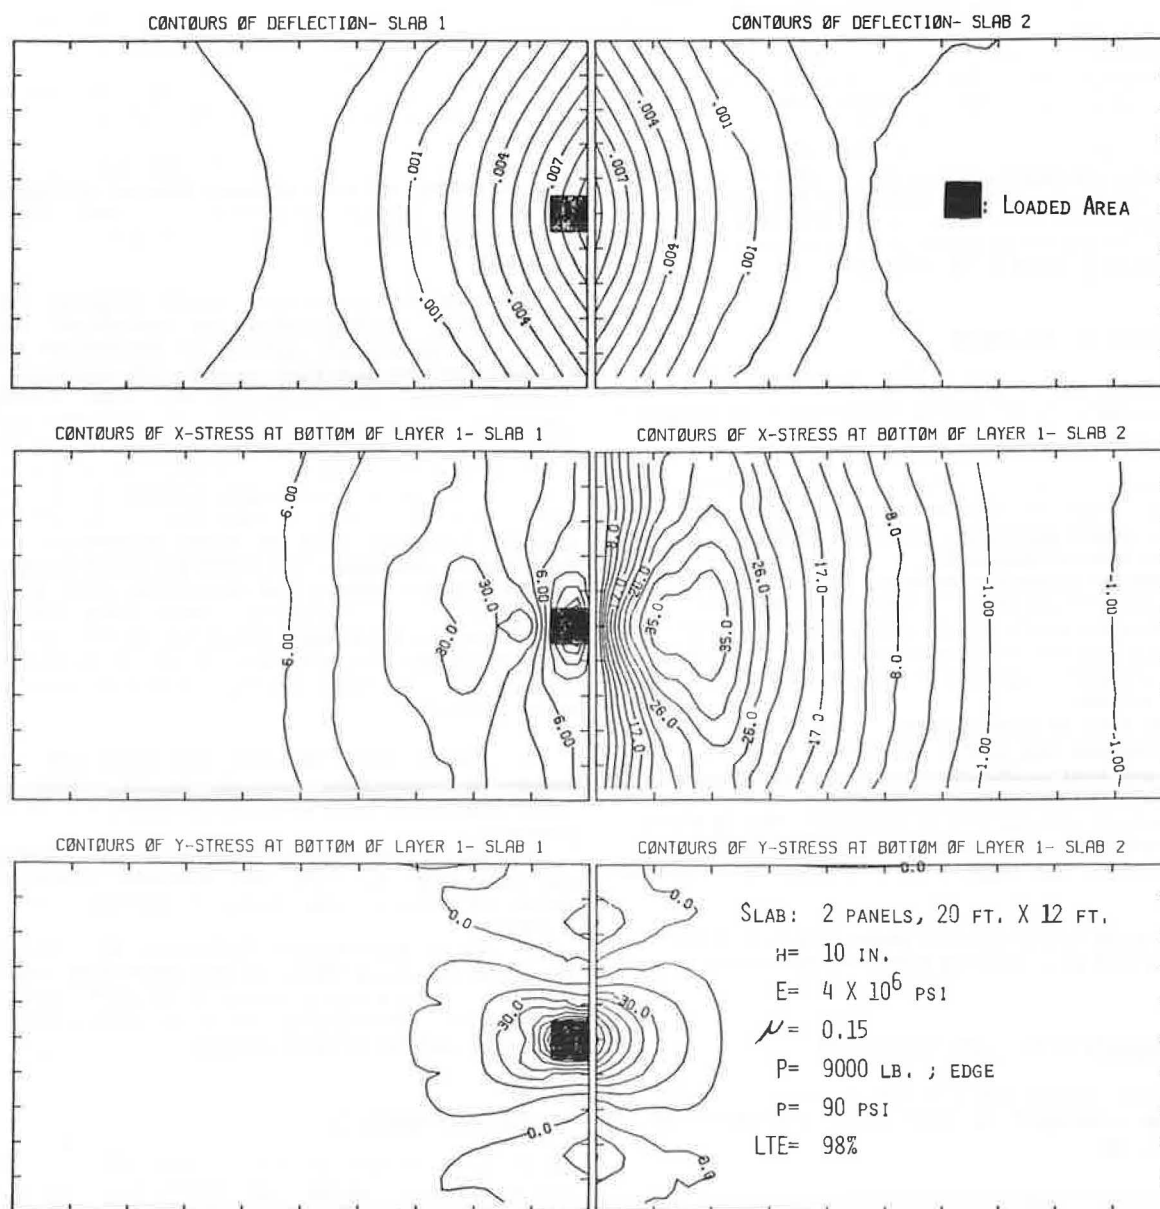 CØNTØURS ØF DEFLECTIØN- SLAB 1
CØNTØURS ØF DEFLECTIØN- SLAB 2
.001
.004
.007
.004
.001
.007
.004
.001
.004
.001
: LOADED AREA
CØNTØURS ØF X-STRESS AT BØTTØM ØF LAYER 1- SLAB 1
CØNTØURS ØF X-STRESS AT BØTTØM ØF LAYER 1- SLAB 2
6.00
30.0
6.00
30.0
6.00
6.00
8.0
17.0
20.0
35.0
35.0
26.0
17.0
8.0
-1.00
-1.00
17.0
26.0
26.0
17.0
8.0
1.00
-1.00
CØNTØURS ØF Y-STRESS AT BØTTØM ØF LAYER 1- SLAB 1
CØNTØURS ØF Y-STRESS AT BØTTØM ØF LAYER 1- SLAB 2
0.0
0.0
0.0
30.0
30.0
0.0
0.0
SLAB: 2 PANELS, 20 FT. X 12 FT.
H= 10 IN.
E= 4 X 10⁶ PSI
μ= 0.15
P= 9000 LB. ; EDGE
P= 90 PSI
LTE= 98%